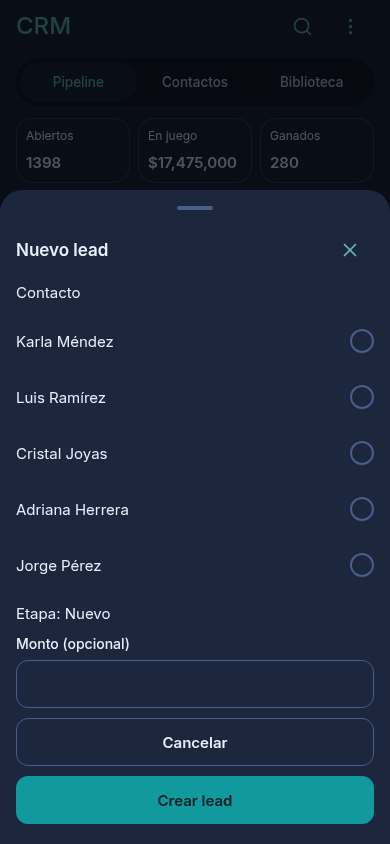 CRM
Pipeline
Contactos
Biblioteca
Abiertos
En juego
Ganados
1398
$17,475,000
280
Nuevo lead
Contacto
Karla Méndez
Luis Ramírez
Cristal Joyas
Adriana Herrera
Jorge Pérez
Etapa: Nuevo
Monto (opcional)
Cancelar
Crear lead